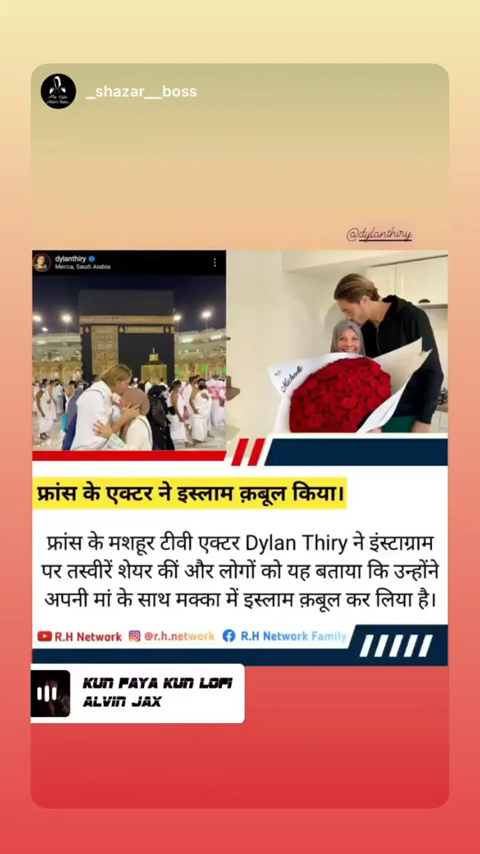 _shazar__boss
@dylanthiry
dylanthiry
Mecca, Saudi Arabia
फ्रांस के एक्टर ने इस्लाम क़बूल किया।
फ्रांस के मशहूर टीवी एक्टर Dylan Thiry ने इंस्टाग्राम
पर तस्वीरें शेयर कीं और लोगों को यह बताया कि उन्होंने
अपनी मां के साथ मक्का में इस्लाम क़बूल कर लिया है।
R.H Network @r.h.network R.H Network Family
KUN FAYA KUN LOFI
ALVIN JAX